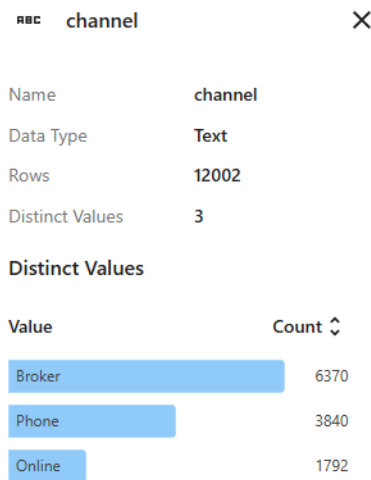 ABC channel
Name channel
Data Type Text
Rows 12002
Distinct Values 3
Distinct Values
Value Count
Broker 6370
Phone 3840
Online 1792